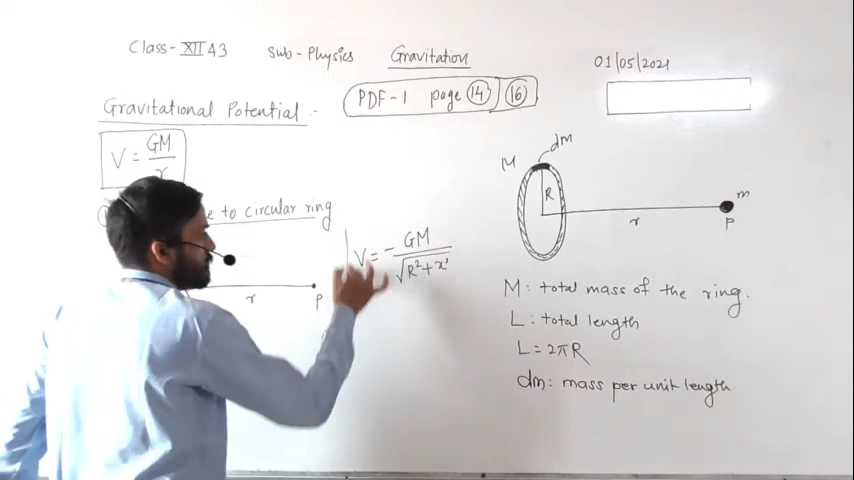 Class-XII A3 Sub-Physics Gravitation
01/05/2021
PDF-1 page 14 16
Gravitational Potential :-
V = GM/r
e to circular ring
r P
V = - GM/√R²+x²
M dm
R
r
m
P
M: total mass of the ring.
L: total length
L = 2πR
dm: mass per unit length.